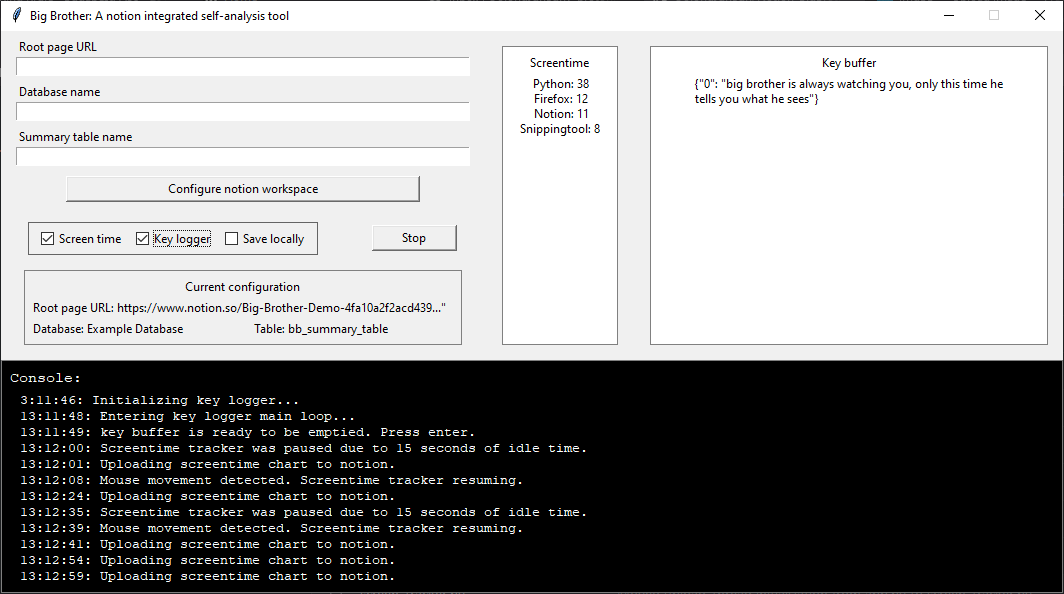 Big Brother: A notion integrated self-analysis tool
Root page URL
Database name
Summary table name
Configure notion workspace
Screen time
Key logger
Save locally
Stop
Current configuration
Root page URL: https://www.notion.so/Big-Brother-Demo-4fa10a2f2acd439..."
Database: Example Database
Table: bb_summary_table
Screentime
Python: 38
Firefox: 12
Notion: 11
Snippingtool: 8
Key buffer
{"0": "big brother is always watching you, only this time he
tells you what he sees"}
Console:
3:11:46: Initializing key logger...
13:11:48: Entering key logger main loop...
13:11:49: key buffer is ready to be emptied. Press enter.
13:12:00: Screentime tracker was paused due to 15 seconds of idle time.
13:12:01: Uploading screentime chart to notion.
13:12:08: Mouse movement detected. Screentime tracker resuming.
13:12:24: Uploading screentime chart to notion.
13:12:35: Screentime tracker was paused due to 15 seconds of idle time.
13:12:39: Mouse movement detected. Screentime tracker resuming.
13:12:41: Uploading screentime chart to notion.
13:12:54: Uploading screentime chart to notion.
13:12:59: Uploading screentime chart to notion.